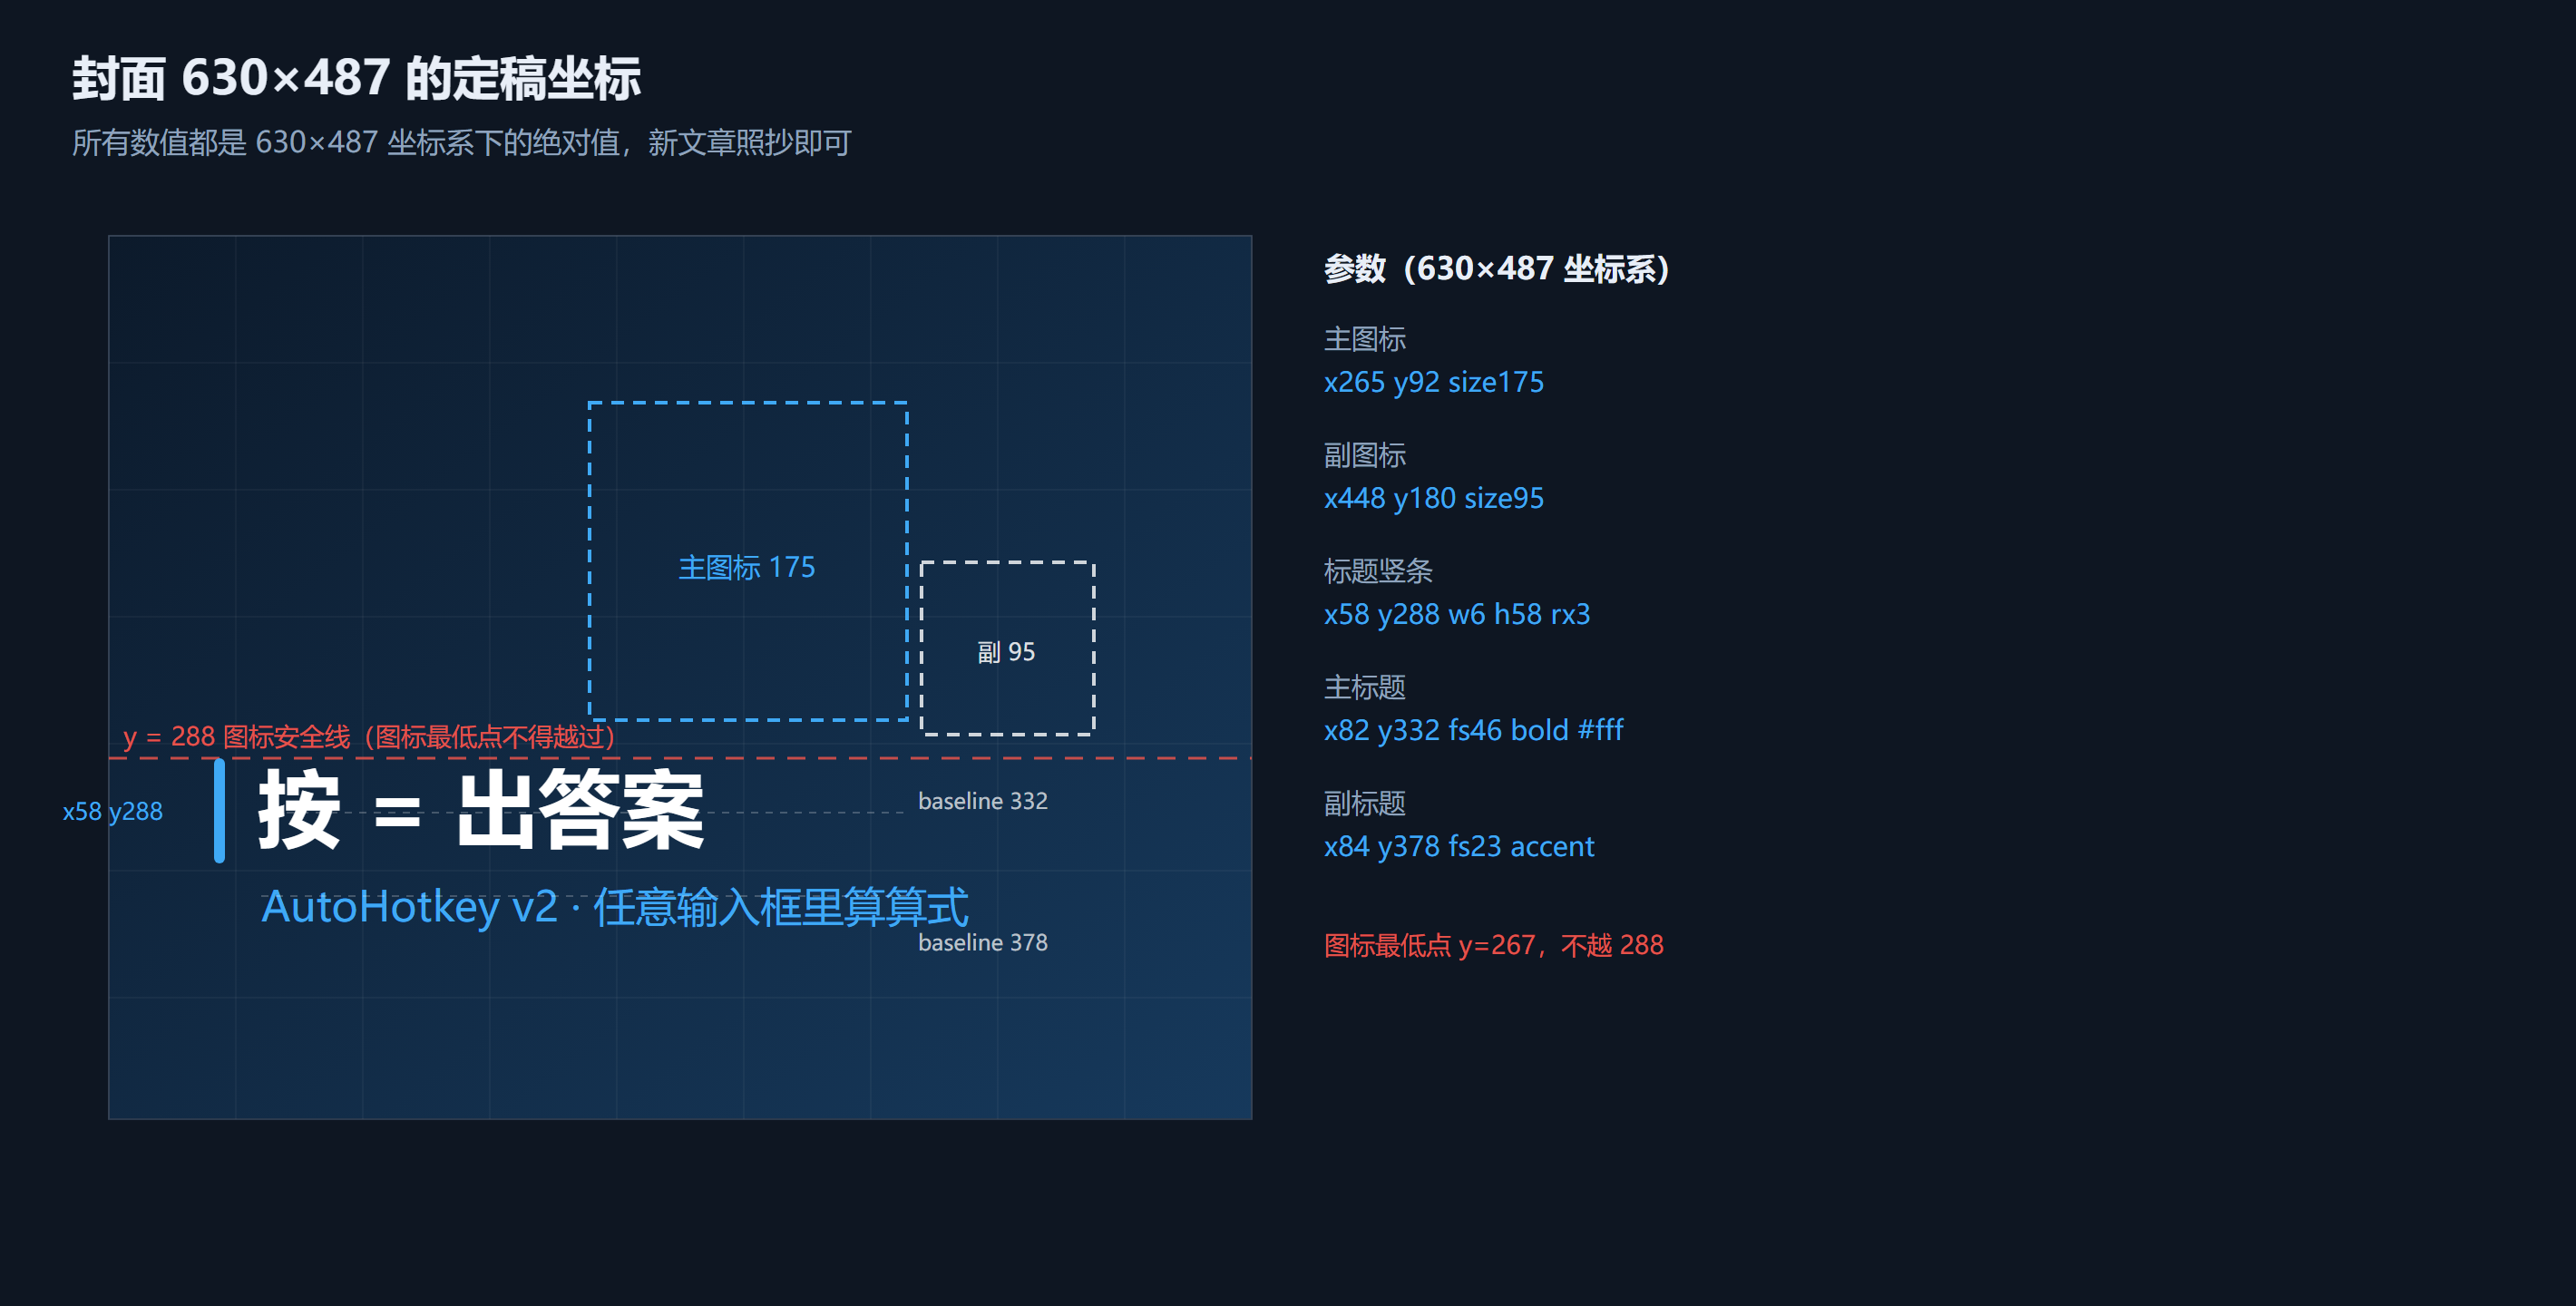 封面 630×487 的定稿坐标
所有数值都是 630×487 坐标系下的绝对值，新文章照抄即可
主图标 175
副 95
y = 288 图标安全线（图标最低点不得越过）
x58 y288
按 = 出答案
baseline 332
AutoHotkey v2 · 任意输入框里算算式
baseline 378
参数（630×487 坐标系）
主图标
x265 y92 size175
副图标
x448 y180 size95
标题竖条
x58 y288 w6 h58 rx3
主标题
x82 y332 fs46 bold #fff
副标题
x84 y378 fs23 accent
图标最低点 y=267，不越 288